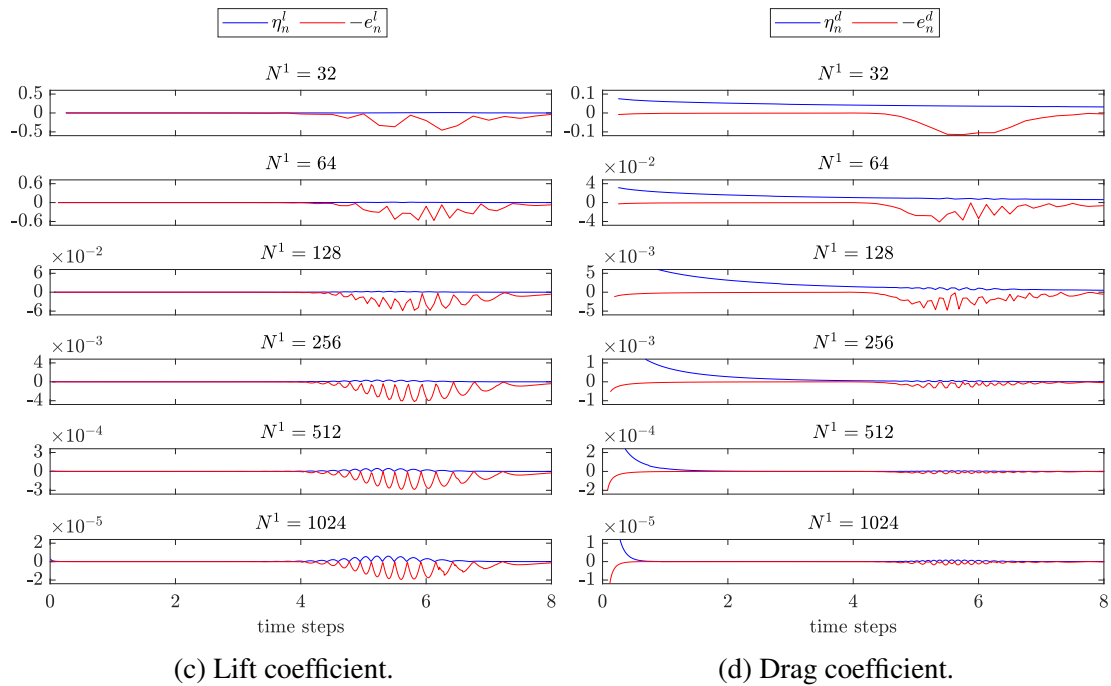 η_n^l  −e_n^l
N^1 = 32
0.5
0
-0.5
N^1 = 64
0.6
0
-0.6
×10^-2
N^1 = 128
6
0
-6
×10^-3
N^1 = 256
4
0
-4
×10^-4
N^1 = 512
3
0
-3
×10^-5
N^1 = 1024
2
0
-2
0 2 4 6 8
time steps
(c) Lift coefficient.
η_n^d  −e_n^d
N^1 = 32
0.1
0
-0.1
×10^-2
N^1 = 64
4
0
-4
×10^-3
N^1 = 128
5
0
-5
×10^-3
N^1 = 256
1
0
-1
×10^-4
N^1 = 512
2
0
-2
×10^-5
N^1 = 1024
1
0
-1
0 2 4 6 8
time steps
(d) Drag coefficient.